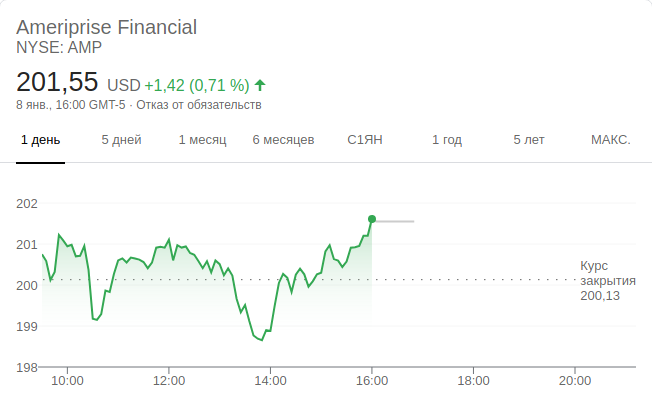 Ameriprise Financial
NYSE: AMP
201,55 USD +1,42 (0,71 %)
8 янв., 16:00 GMT-5 · Отказ от обязательств
1 день 5 дней 1 месяц 6 месяцев С1ЯН 1 год 5 лет МАКС.
202
201
200
199
198
Курс
закрытия
200,13
10:00 12:00 14:00 16:00 18:00 20:00